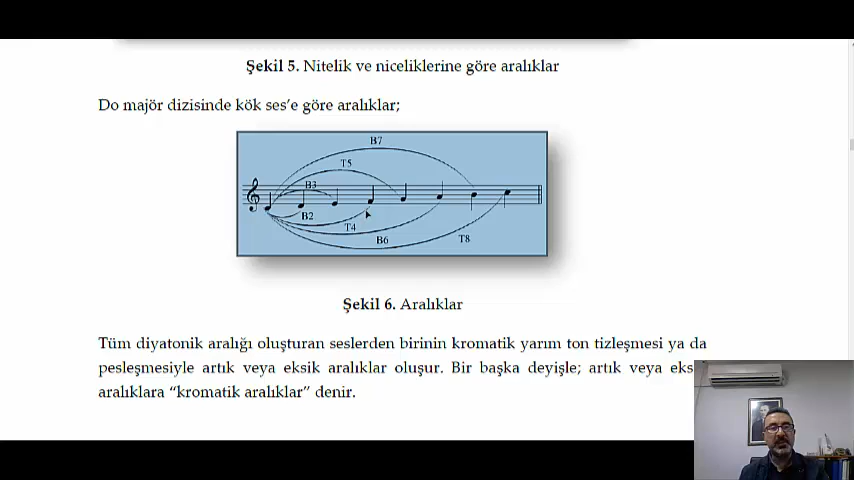 Şekil 5. Nitelik ve niceliklerine göre aralıklar
Do majör dizisinde kök ses’e göre aralıklar;
B7
T5
B3
B2
T4
B6
T8
Şekil 6. Aralıklar
Tüm diyatonik aralığı oluşturan seslerden birinin kromatik yarım ton tizleşmesi ya da
pesleşmesiyle artık veya eksik aralıklar oluşur. Bir başka deyişle; artık veya eks
aralıklara “kromatik aralıklar” denir.